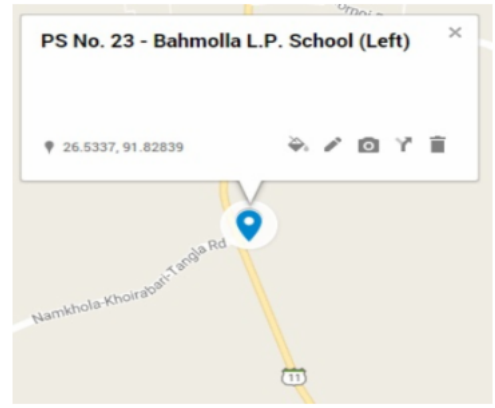 PS No. 23 - Bahmolla L.P. School (Left)
26.5337, 91.82839
Namkhola-Khoirabari-Tangla Rd
11